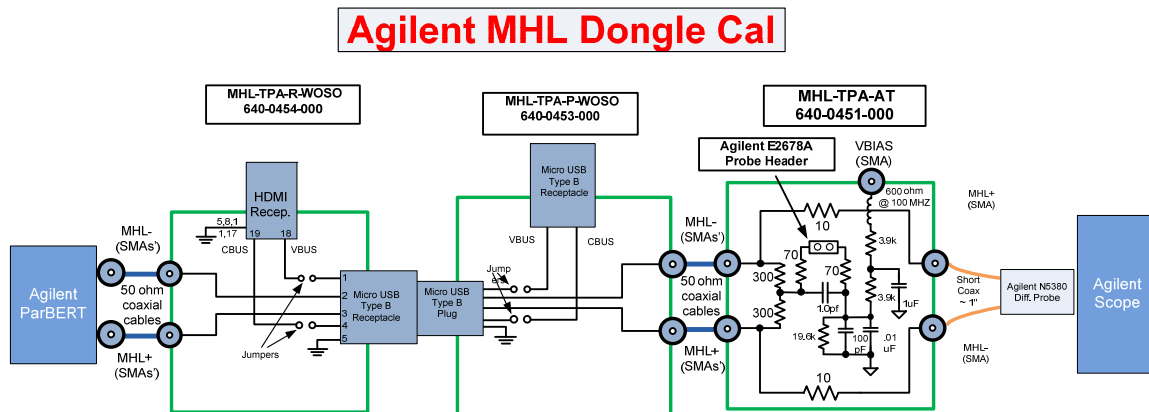 Agilent MHL Dongle Cal
MHL-TPA-R-WOSO
640-0454-000
MHL-TPA-P-WOSO
640-0453-000
MHL-TPA-AT
640-0451-000
Agilent E2678A
Probe Header
VBIAS
(SMA)
600 ohm
@ 100 MHZ
HDMI
Recep.
19
18
5,8,1
1,17
CBUS
VBUS
MHL-
(SMAs')
Agilent
ParBERT
50 ohm
coaxial
cables
MHL+
(SMAs')
Jumpers
1
2
3
4
5
Micro USB
Type B
Receptacle
Micro USB
Type B
Plug
Micro USB
Type B
Receptacle
VBUS
CBUS
Jump
ers
MHL-
(SMAs')
50 ohm
coaxial
cables
MHL+
(SMAs')
10
70
70
300
300
1.0pf
3.9k
3.9k
1uF
19.6k
100
pF
.01
uF
10
MHL+
(SMA)
Short
Coax
~ 1"
MHL-
(SMA)
Agilent N5380
Diff. Probe
Agilent
Scope